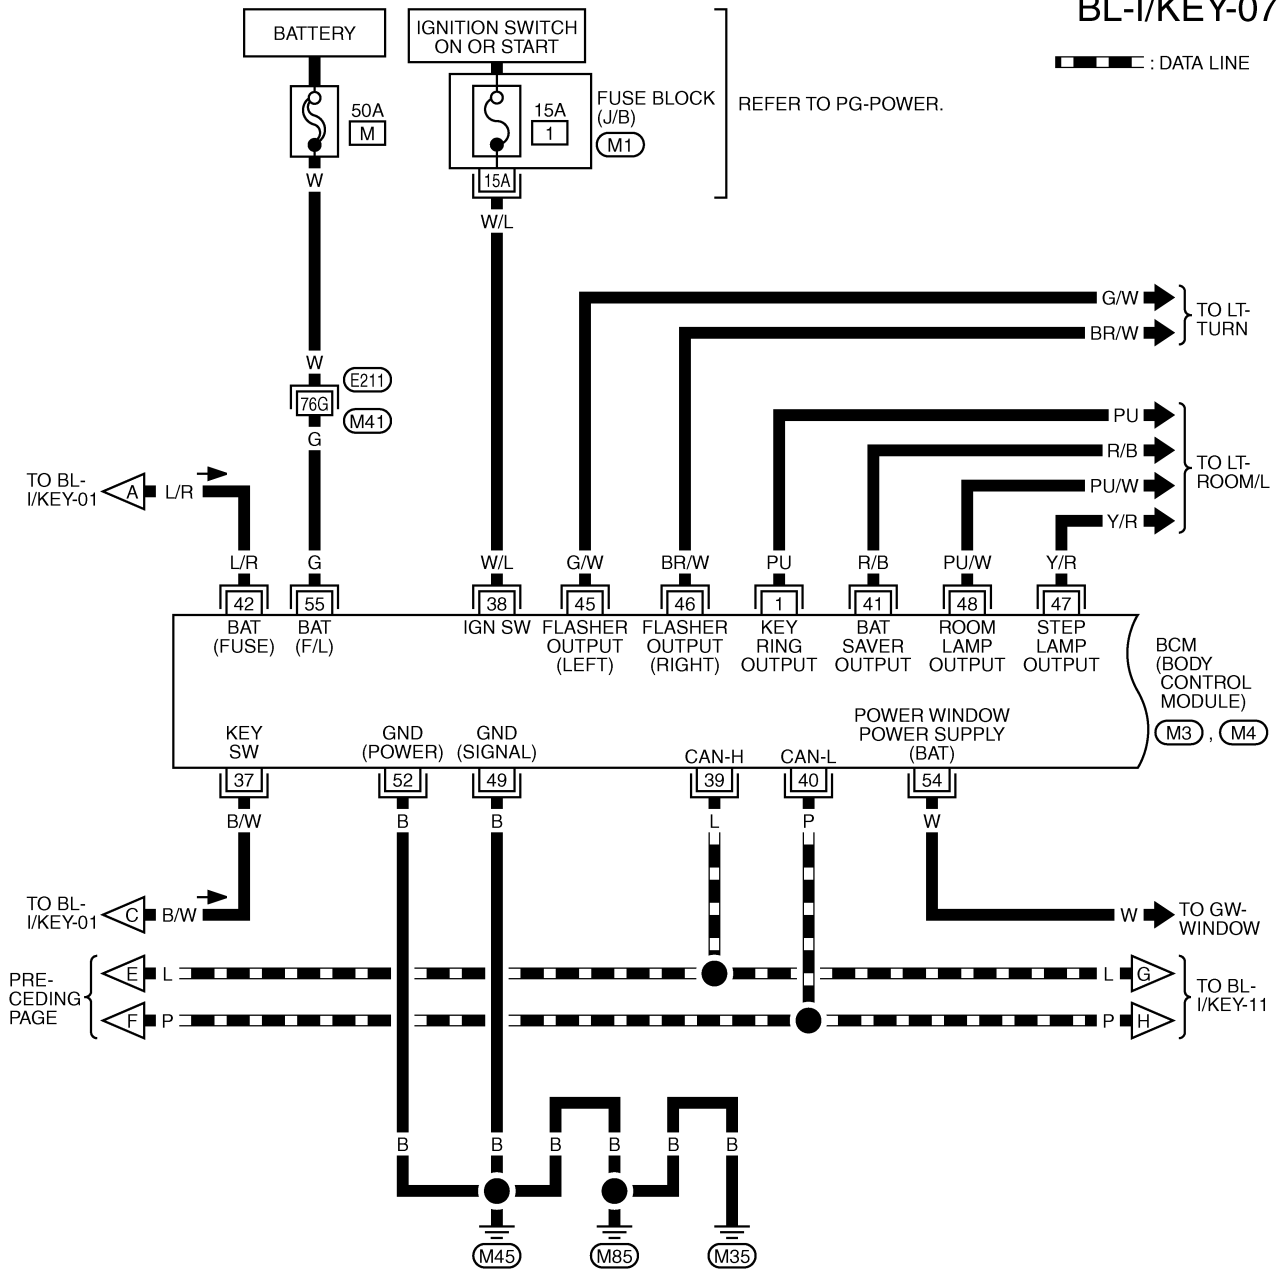 BL-I/KEY-07
: DATA LINE
BATTERY
IGNITION SWITCH
ON OR START
50A
M
15A
1
FUSE BLOCK
(J/B)
M1
REFER TO PG-POWER.
15A
W
W/L
W
E211
76G
M41
G
G/W
BR/W
TO LT-
TURN
PU
R/B
PU/W
Y/R
TO LT-
ROOM/L
TO BL-
I/KEY-01
A
L/R
L/R
G
W/L
G/W
BR/W
PU
R/B
PU/W
Y/R
42
55
38
45
46
1
41
48
47
BAT
(FUSE)
BAT
(F/L)
IGN SW
FLASHER
OUTPUT
(LEFT)
FLASHER
OUTPUT
(RIGHT)
KEY
RING
OUTPUT
BAT
SAVER
OUTPUT
ROOM
LAMP
OUTPUT
STEP
LAMP
OUTPUT
BCM
(BODY
CONTROL
MODULE)
M3 , M4
KEY
SW
GND
(POWER)
GND
(SIGNAL)
CAN-H
CAN-L
POWER WINDOW
POWER SUPPLY
(BAT)
37
52
49
39
40
54
B/W
B
B
L
P
W
TO BL-
I/KEY-01
C
B/W
W
TO GW-
WINDOW
PRE-
CEDING
PAGE
E
L
L
G
F
P
P
H
TO BL-
I/KEY-11
B
B
B
B
B
B
M45
M85
M35